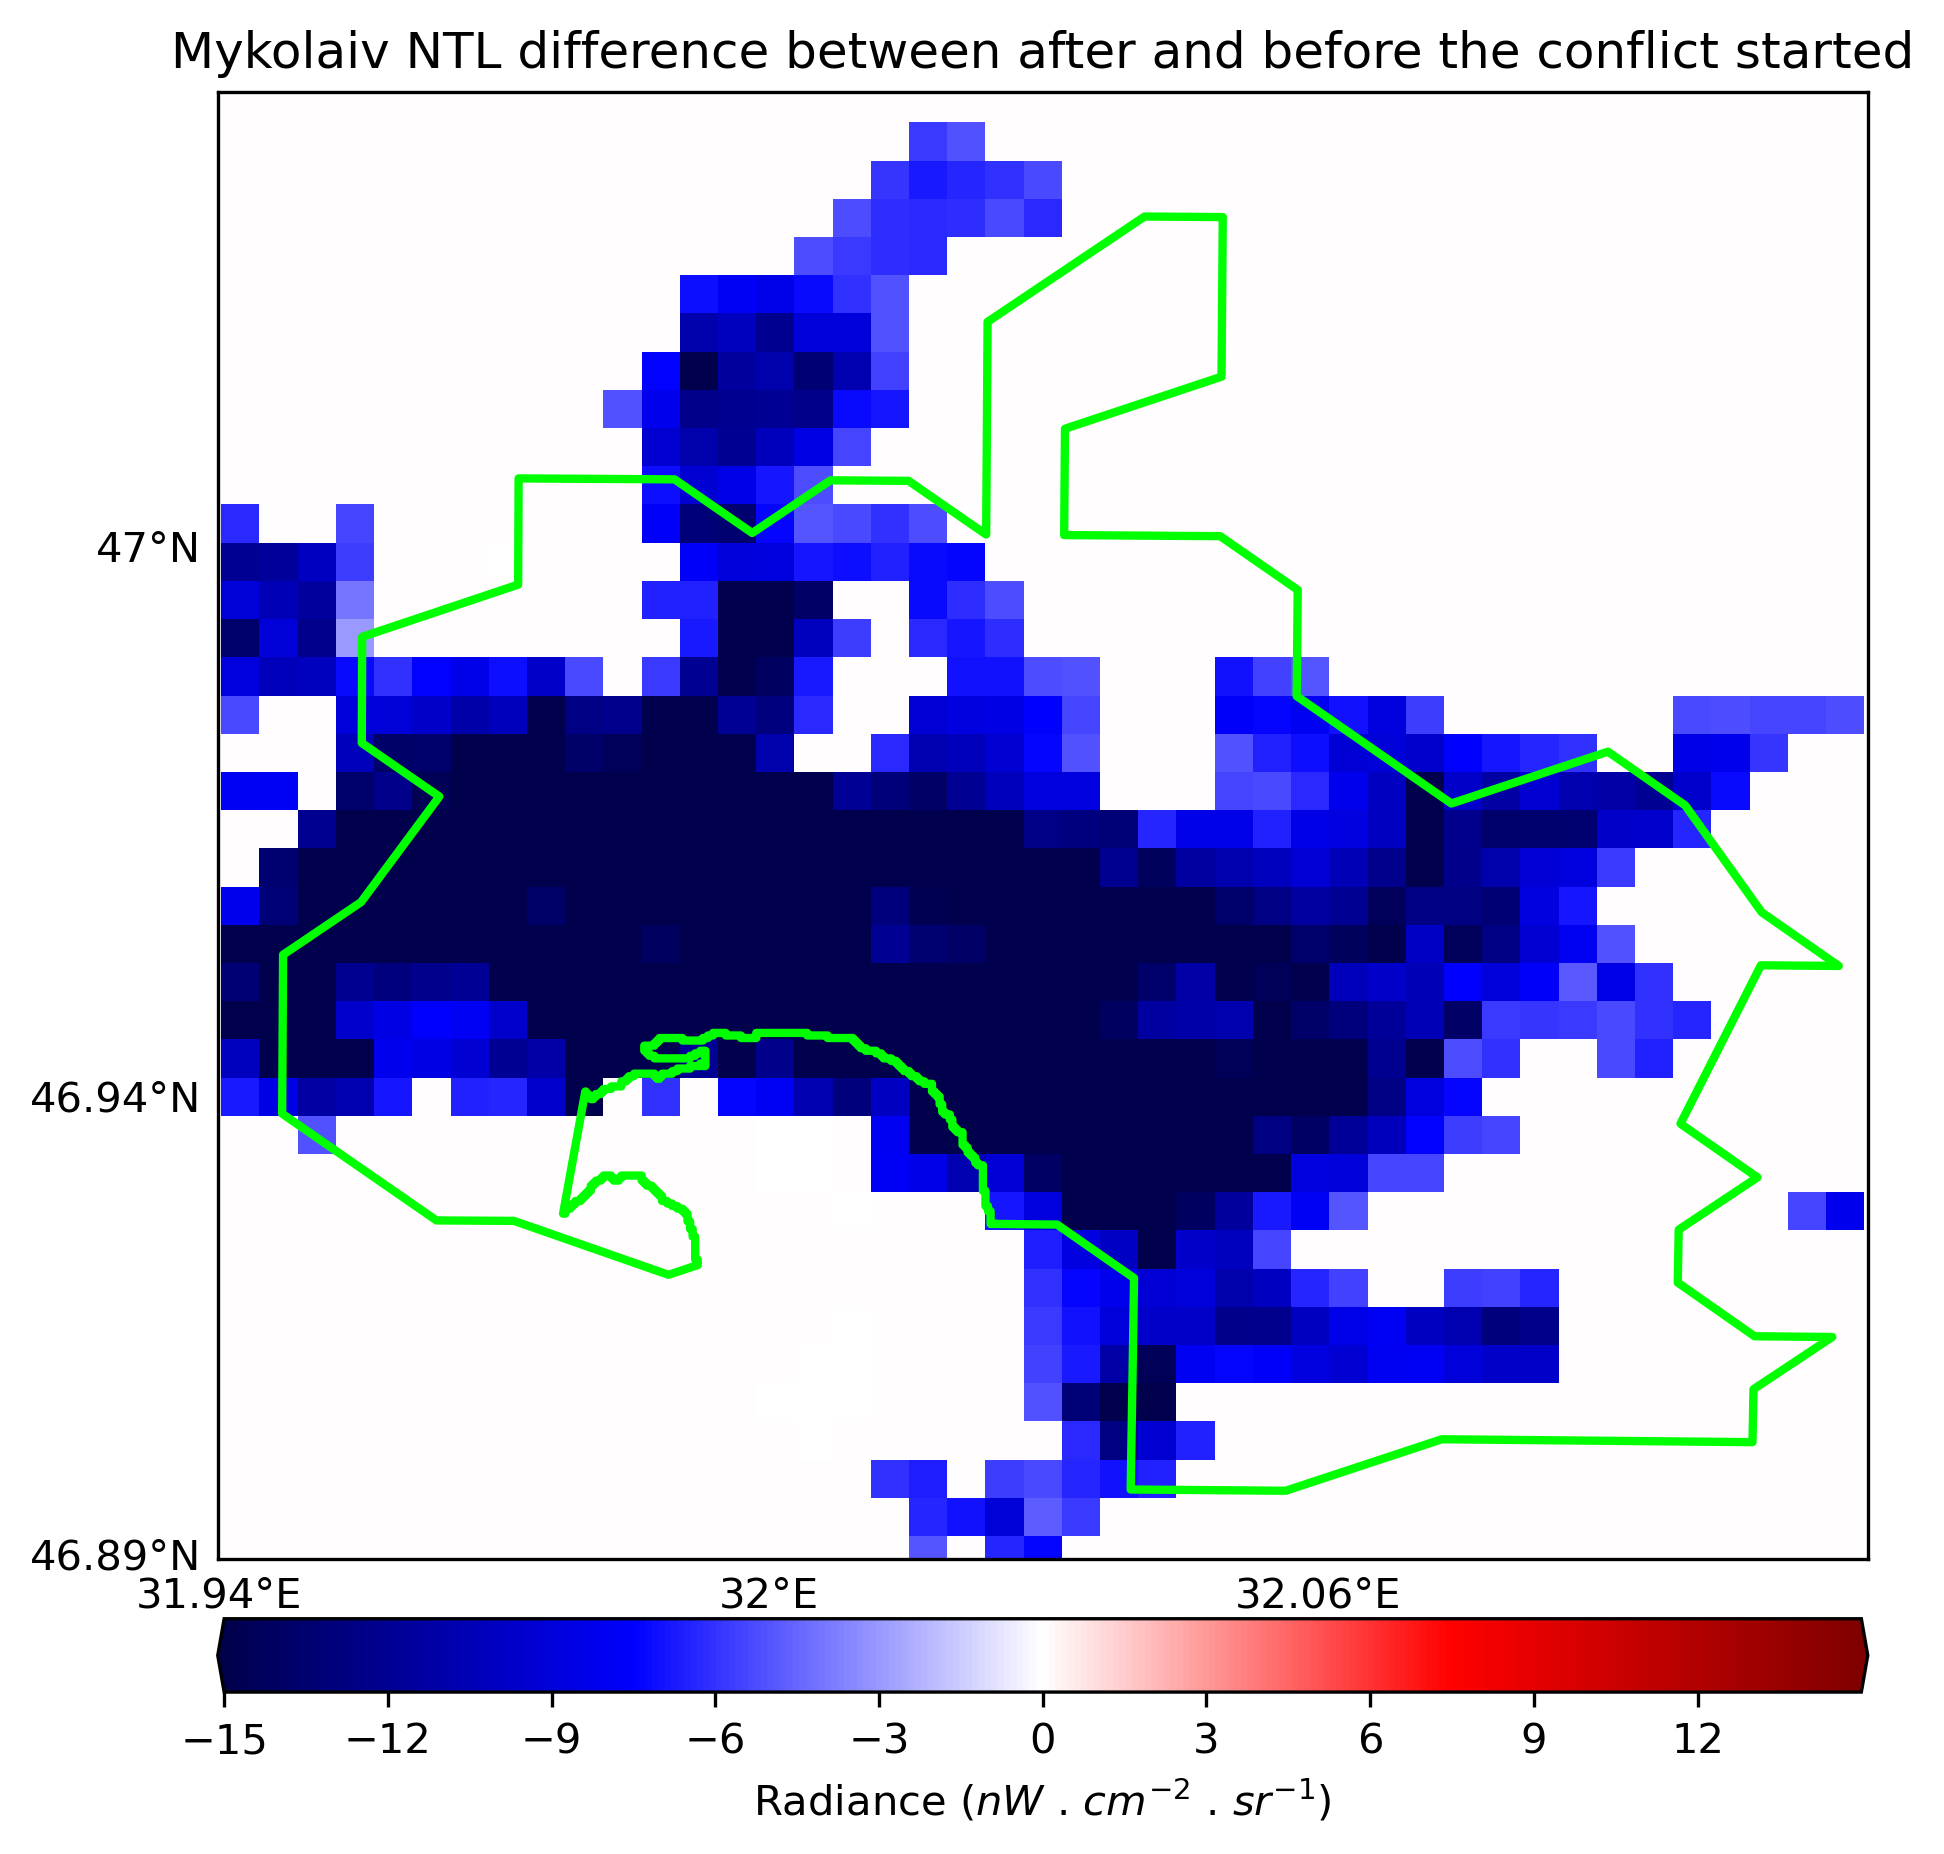 Mykolaiv NTL difference between after and before the conflict started
47°N
46.94°N
46.89°N
31.94°E 32°E 32.06°E
−15 −12 −9 −6 −3 0 3 6 9 12
Radiance (nW . cm⁻² . sr⁻¹)